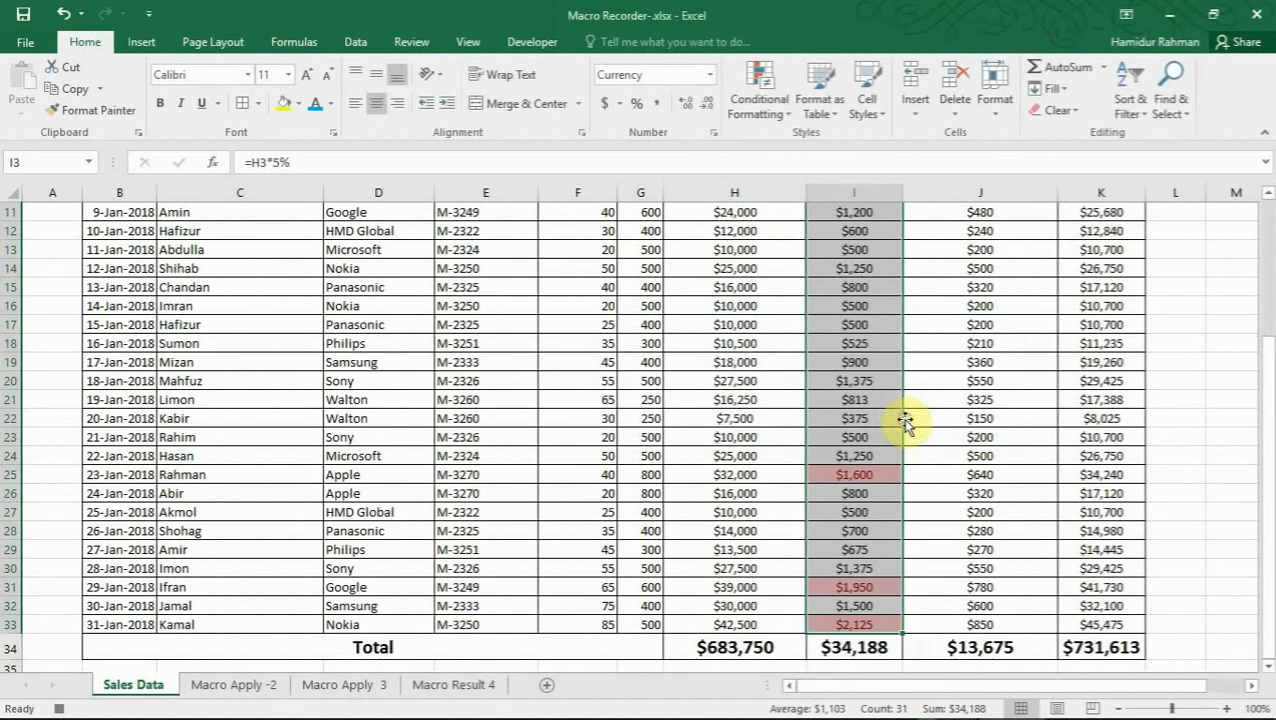 Macro Recorder-.xlsx - Excel
File Home Insert Page Layout Formulas Data Review View Developer Tell me what you want to do... Hamidur Rahman Share
Paste Cut Copy Format Painter Clipboard
Calibri 11 A A B I U A Font
Wrap Text Merge & Center Alignment
Currency $ % , .00 Number
Conditional Formatting Format as Table Cell Styles Styles
Insert Delete Format Cells
AutoSum Fill Clear Sort & Filter Find & Select Editing
I3 fx =H3*5%
A B C D E F G H I J K L M
11 9-Jan-2018 Amin Google M-3249 40 600 $24,000 $1,200 $480 $25,680
12 10-Jan-2018 Hafizur HMD Global M-2322 30 400 $12,000 $600 $240 $12,840
13 11-Jan-2018 Abdulla Microsoft M-2324 20 500 $10,000 $500 $200 $10,700
14 12-Jan-2018 Shihab Nokia M-3250 50 500 $25,000 $1,250 $500 $26,750
15 13-Jan-2018 Chandan Panasonic M-2325 40 400 $16,000 $800 $320 $17,120
16 14-Jan-2018 Imran Nokia M-3250 20 500 $10,000 $500 $200 $10,700
17 15-Jan-2018 Hafizur Panasonic M-2325 25 400 $10,000 $500 $200 $10,700
18 16-Jan-2018 Sumon Philips M-3251 35 300 $10,500 $525 $210 $11,235
19 17-Jan-2018 Mizan Samsung M-2333 45 400 $18,000 $900 $360 $19,260
20 18-Jan-2018 Mahfuz Sony M-2326 55 500 $27,500 $1,375 $550 $29,425
21 19-Jan-2018 Limon Walton M-3260 65 250 $16,250 $813 $325 $17,388
22 20-Jan-2018 Kabir Walton M-3260 30 250 $7,500 $375 $150 $8,025
23 21-Jan-2018 Rahim Sony M-2326 20 500 $10,000 $500 $200 $10,700
24 22-Jan-2018 Hasan Microsoft M-2324 50 500 $25,000 $1,250 $500 $26,750
25 23-Jan-2018 Rahman Apple M-3270 40 800 $32,000 $1,600 $640 $34,240
26 24-Jan-2018 Abir Apple M-3270 20 800 $16,000 $800 $320 $17,120
27 25-Jan-2018 Akmol HMD Global M-2322 25 400 $10,000 $500 $200 $10,700
28 26-Jan-2018 Shohag Panasonic M-2325 35 400 $14,000 $700 $280 $14,980
29 27-Jan-2018 Amir Philips M-3251 45 300 $13,500 $675 $270 $14,445
30 28-Jan-2018 Imon Sony M-2326 55 500 $27,500 $1,375 $550 $29,425
31 29-Jan-2018 Ifran Google M-3249 65 600 $39,000 $1,950 $780 $41,730
32 30-Jan-2018 Jamal Samsung M-2333 75 400 $30,000 $1,500 $600 $32,100
33 31-Jan-2018 Kamal Nokia M-3250 85 500 $42,500 $2,125 $850 $45,475
34 Total $683,750 $34,188 $13,675 $731,613
35
Sales Data Macro Apply -2 Macro Apply 3 Macro Result 4
Ready Average: $1,103 Count: 31 Sum: $34,188 100%